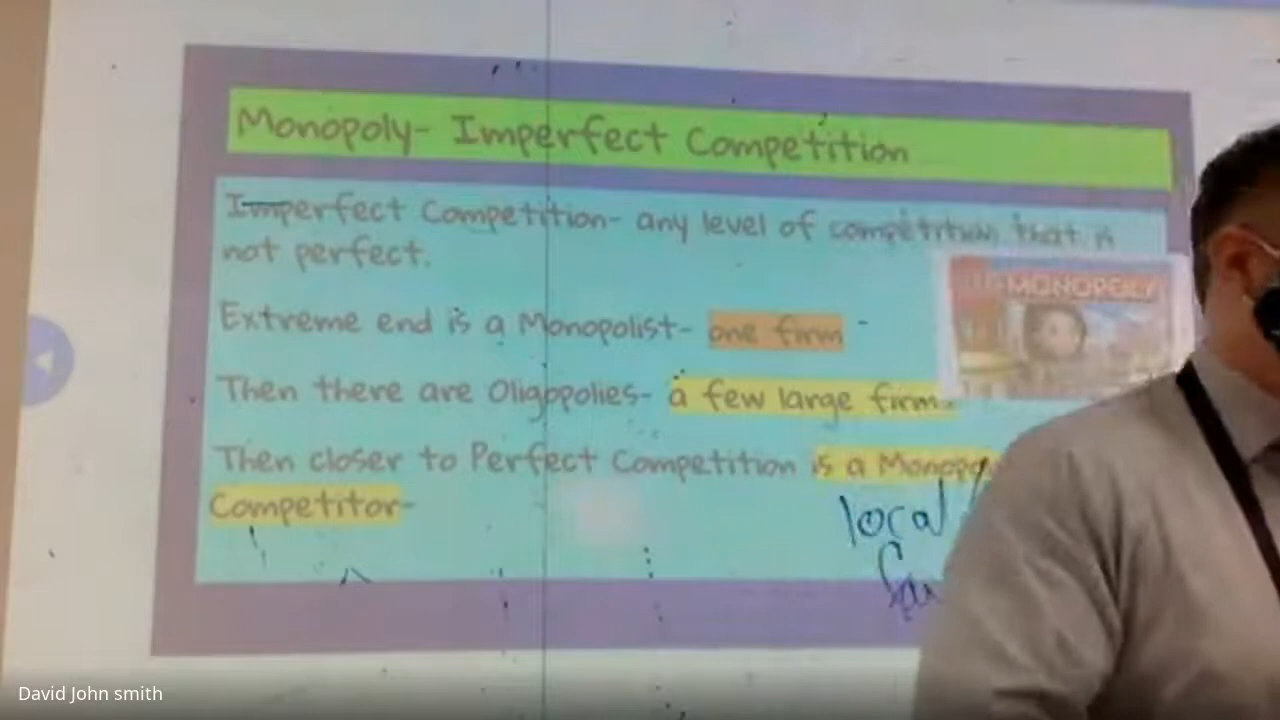 Monopoly- Imperfect Competition
Imperfect Competition- any level of competition that is
not perfect.
MONOPOLY
Extreme end is a Monopolist- one firm
Then there are Oligopolies- a few large firms
Then closer to Perfect Competition is a
Competitor-
local
David John smith